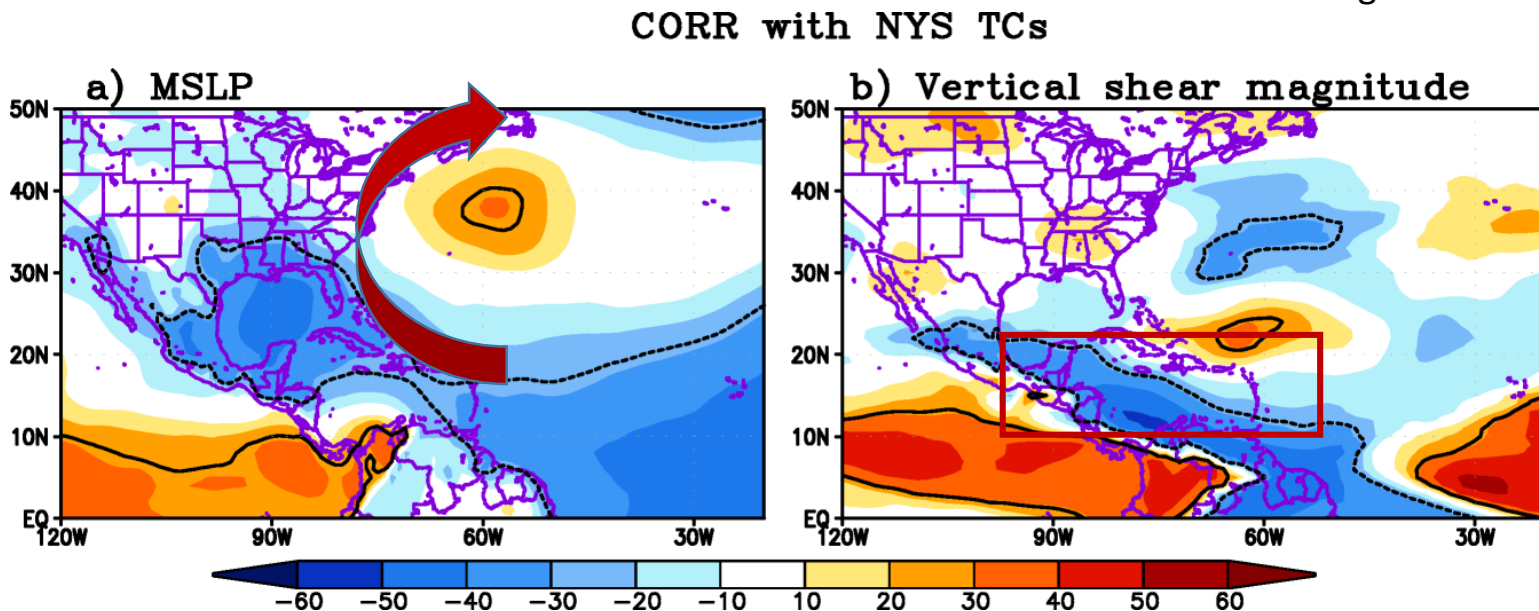 CORR with NYS TCs
a) MSLP
b) Vertical shear magnitude
50N
40N
30N
20N
10N
EQ
120W 90W 60W 30W
50N
40N
30N
20N
10N
EQ
120W 90W 60W 30W
-60 -50 -40 -30 -20 -10 10 20 30 40 50 60